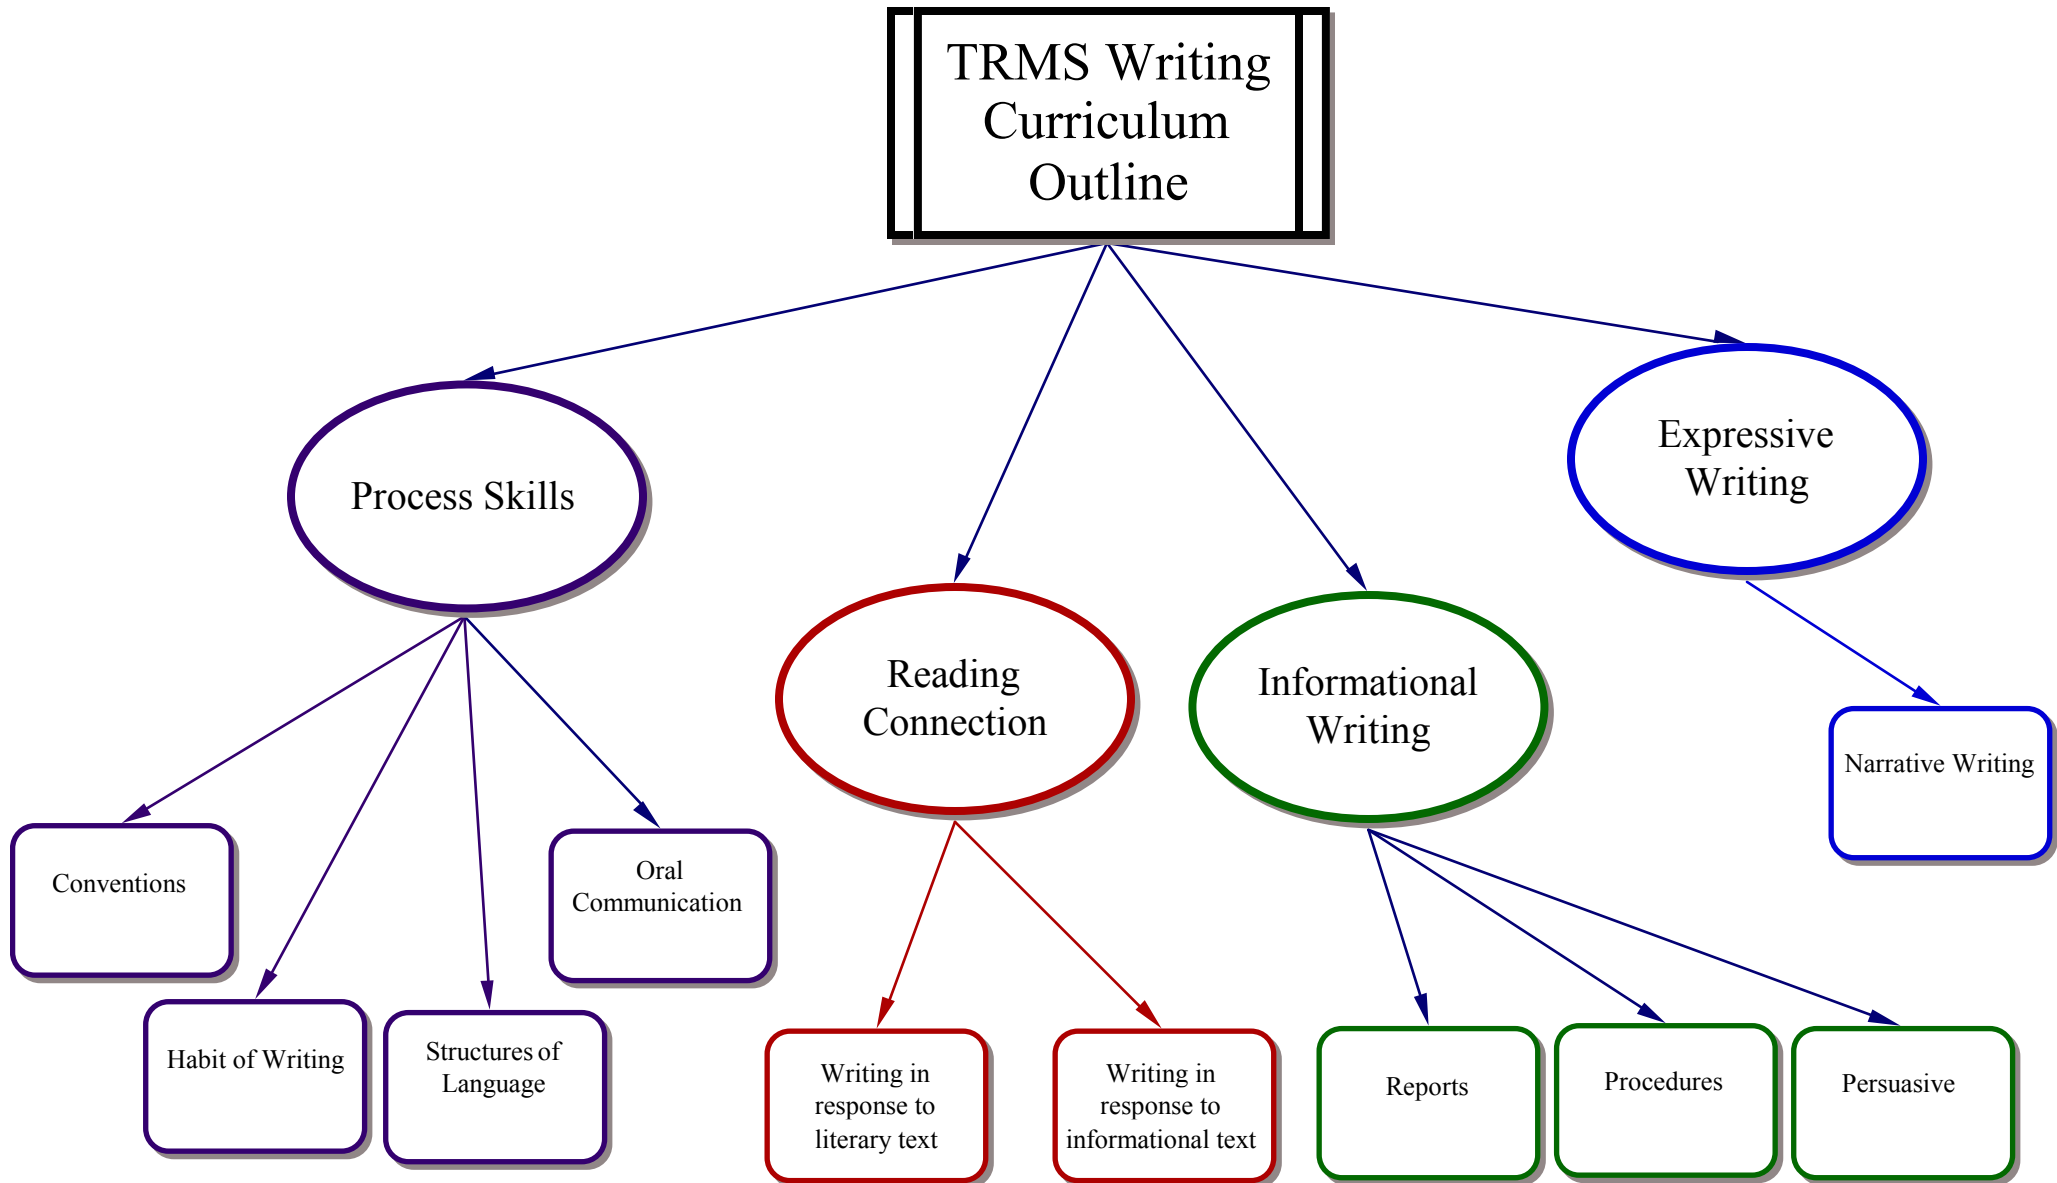 TRMS Writing
Curriculum
Outline
Expressive
Writing
Process Skills
Reading
Connection
Informational
Writing
Narrative Writing
Conventions
Oral
Communication
Habit of Writing
Structures of
Language
Writing in
response to
literary text
Writing in
response to
informational text
Reports
Procedures
Persuasive